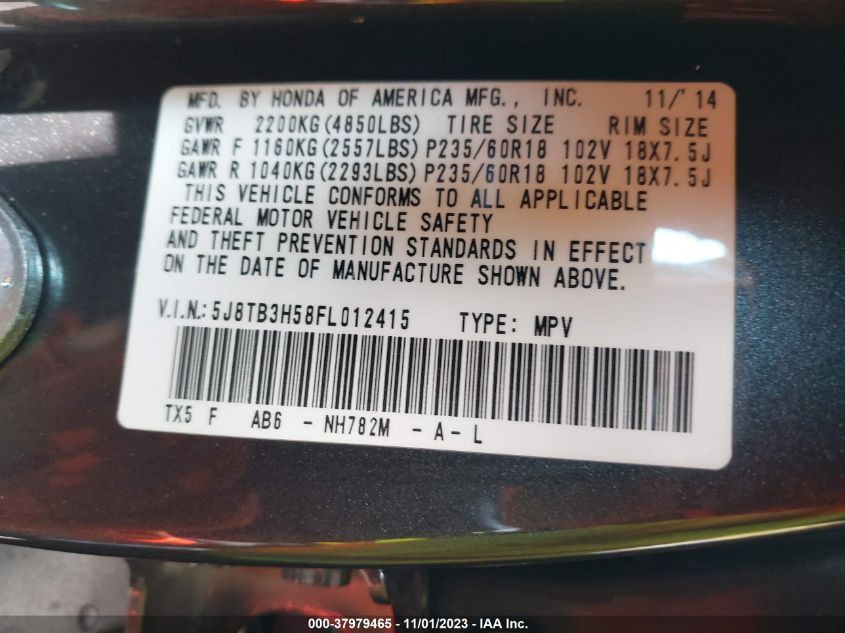 MFD. BY HONDA OF AMERICA MFG., INC. 11/'14
GVWR 2200KG(4850LBS) TIRE SIZE RIM SIZE
GAWR F 1160KG(2557LBS) P235/60R18 102V 18X7.5J
GAWR R 1040KG(2293LBS) P235/60R18 102V 18X7.5J
THIS VEHICLE CONFORMS TO ALL APPLICABLE
FEDERAL MOTOR VEHICLE SAFETY
AND THEFT PREVENTION STANDARDS IN EFFECT
ON THE DATE OF MANUFACTURE SHOWN ABOVE.
V.I.N.: 5J8TB3H58FL012415 TYPE: MPV
TX5 F AB6 - NH782M - A - L
000-37979465 - 11/01/2023 - IAA Inc.